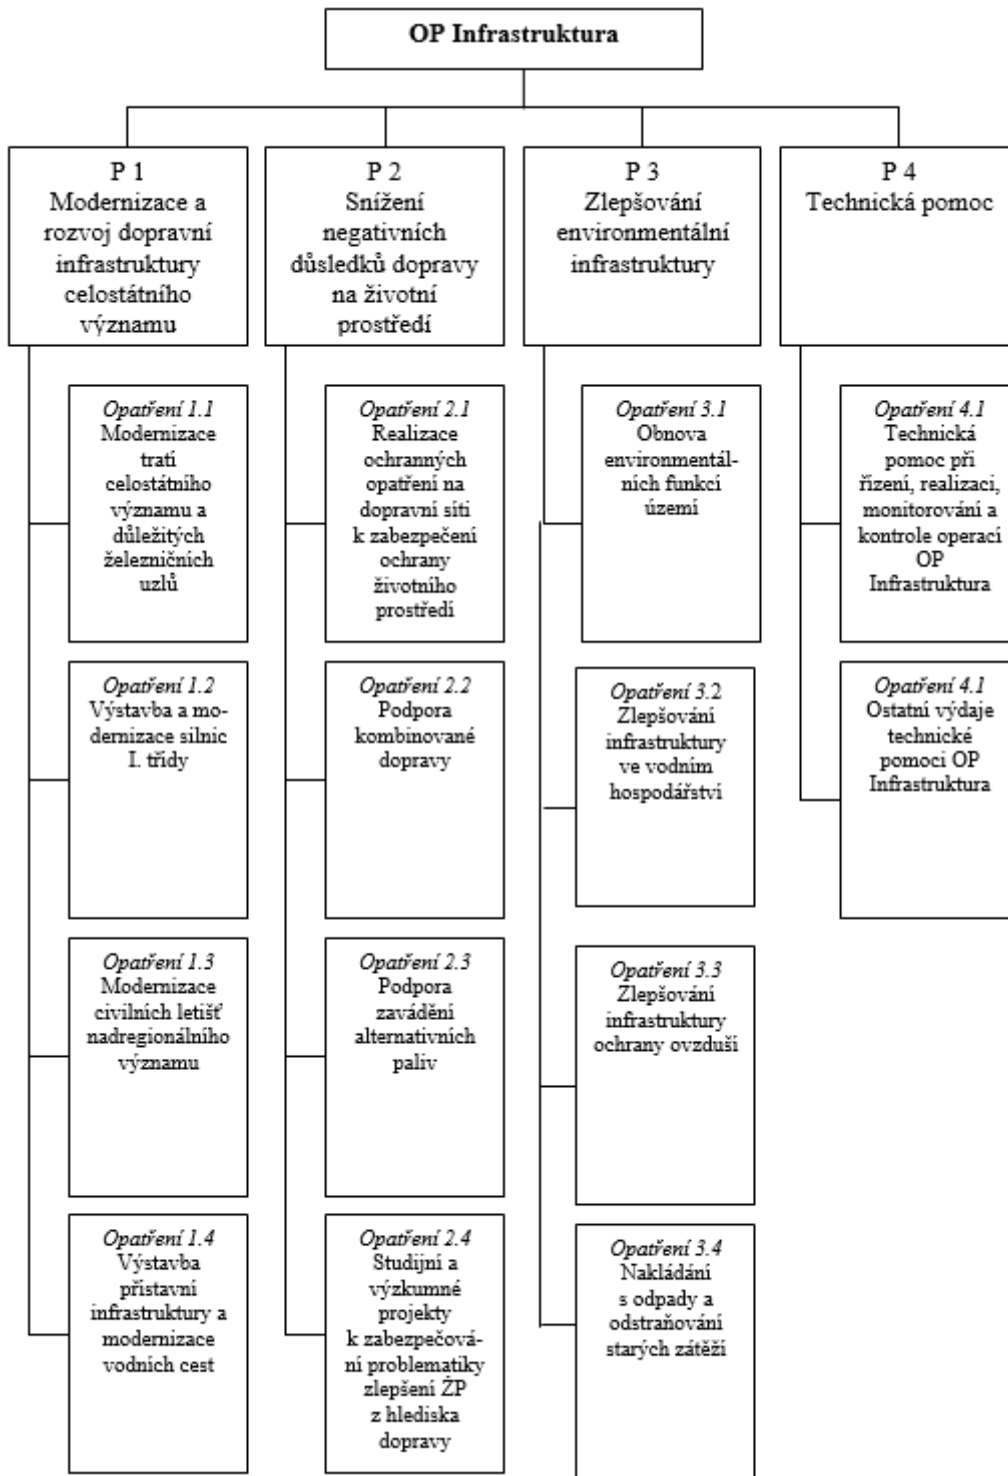 OP Infrastruktura
P 1
Modernizace a
rozvoj dopravní
infrastruktury
celostátního
významu
P 2
Snížení
negativních
důsledků dopravy
na životní
prostředí
P 3
Zlepšování
environmentální
infrastruktury
P 4
Technická pomoc
Opatření 1.1
Modernizace
tratí
celostátního
významu a
důležitých
železničních
uzlů
Opatření 2.1
Realizace
ochranných
opatření na
dopravní síti
k zabezpečení
ochrany
životního
prostředí
Opatření 3.1
Obnova
environmentál-
ních funkcí
území
Opatření 4.1
Technická
pomoc při
řízení, realizaci,
monitorování a
kontrole operací
OP
Infrastruktura
Opatření 1.2
Výstavba a mo-
dernizace silnic
I. třídy
Opatření 2.2
Podpora
kombinované
dopravy
Opatření 3.2
Zlepšování
infrastruktury
ve vodním
hospodářství
Opatření 4.1
Ostatní výdaje
technické
pomoci OP
Infrastruktura
Opatření 1.3
Modernizace
civilních letišť
nadregionálního
významu
Opatření 2.3
Podpora
zavádění
alternativních
paliv
Opatření 3.3
Zlepšování
infrastruktury
ochrany ovzduší
Opatření 1.4
Výstavba
přístavní
infrastruktury a
modernizace
vodních cest
Opatření 2.4
Studijní a
výzkumné
projekty
k zabezpečová-
ní problematiky
zlepšení ŽP
z hlediska
dopravy
Opatření 3.4
Nakládání
s odpady a
odstraňování
starých zátěží